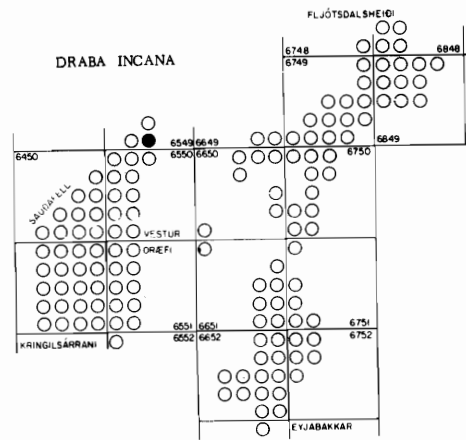 FLJÓTSDALSHEIÐI
DRABA INCANA
6748 6848
6749
6549 6649 6849
6450 6550 6650 6750
SAUÐAFELL
VESTUR
ÖRÆFI
6551 6651 6751
KRINGILSÁRRANI 6552 6652 6752
EYJABAKKAR